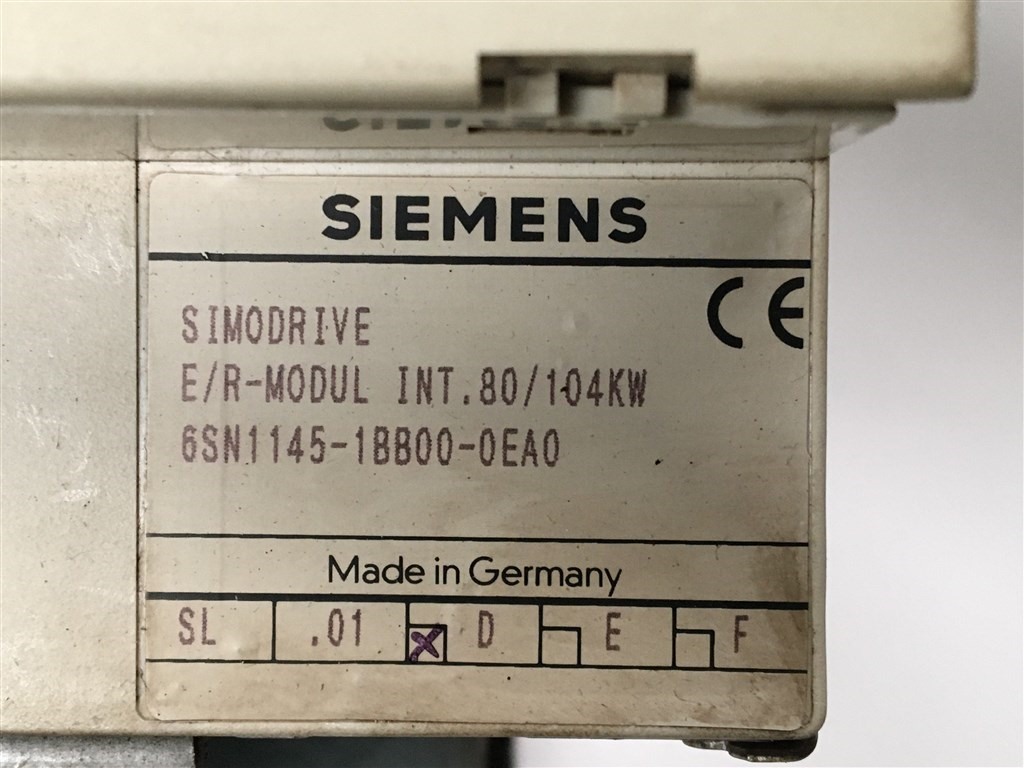 SIEMENS
CE
SIMODRIVE
E/R-MODUL INT.80/104KW
6SN1145-1BB00-0EA0
Made in Germany
SL .01 X D E F